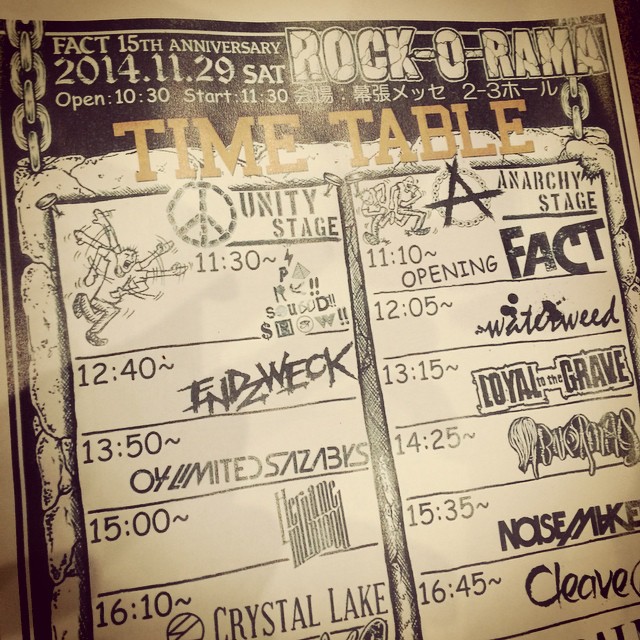 FACT 15TH ANNIVERSARY
ROCK-O-RAMA
2014.11.29 SAT
Open:10:30 Start:11:30 会場:幕張メッセ 2-3ホール
TIME TABLE
UNITY
STAGE
11:30~
12:40~
ENDZWECK
13:50~
04 LIMITED SAZABYS
15:00~
16:10~
CRYSTAL LAKE
ANARCHY
STAGE
11:10~
OPENING FACT
12:05~
waterweed
13:15~
LOYAL to the GRAVE
14:25~
15:35~
NOISEMAKE
16:45~
Cleave